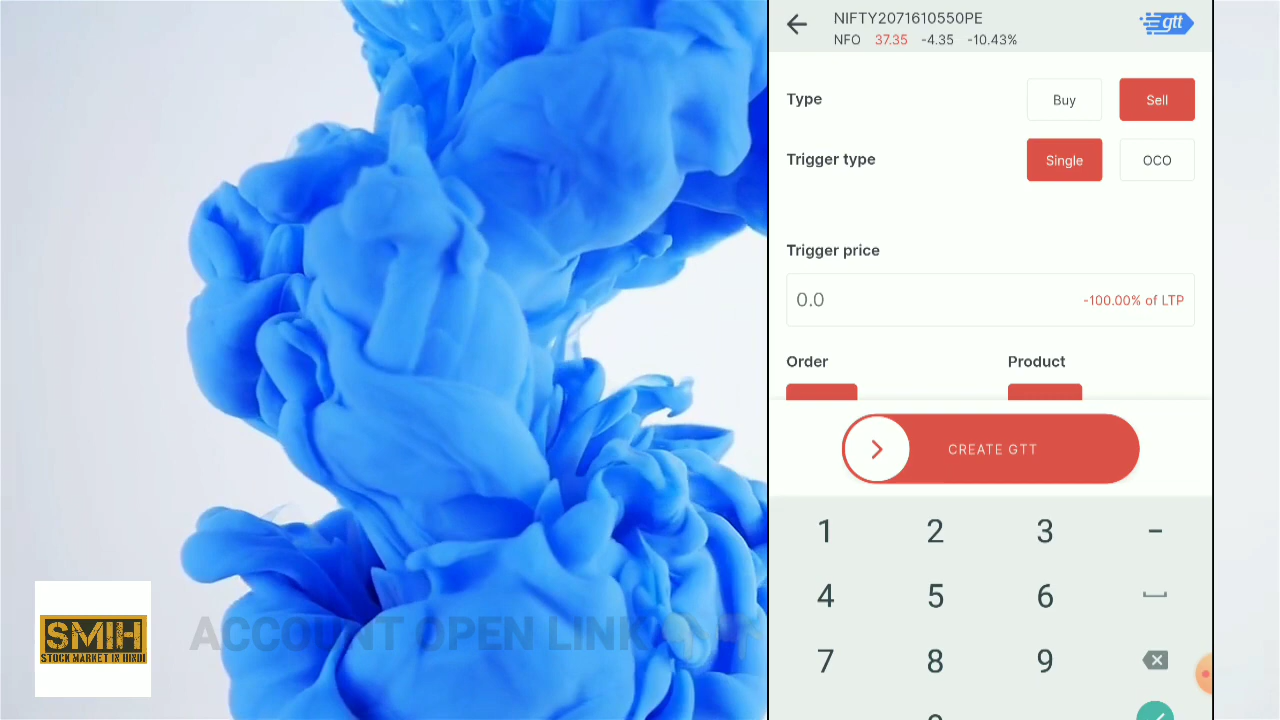 NIFTY2071610550PE
gtt
NFO 37.35 -4.35 -10.43%
Type Buy Sell
Trigger type Single OCO
Trigger price
0.0 -100.00% of LTP
Order Product
CREATE GTT
1 2 3 -
4 5 6
7 8 9
SMIH
STOCK MARKET IN HINDI
ACCOUNT OPEN LINK